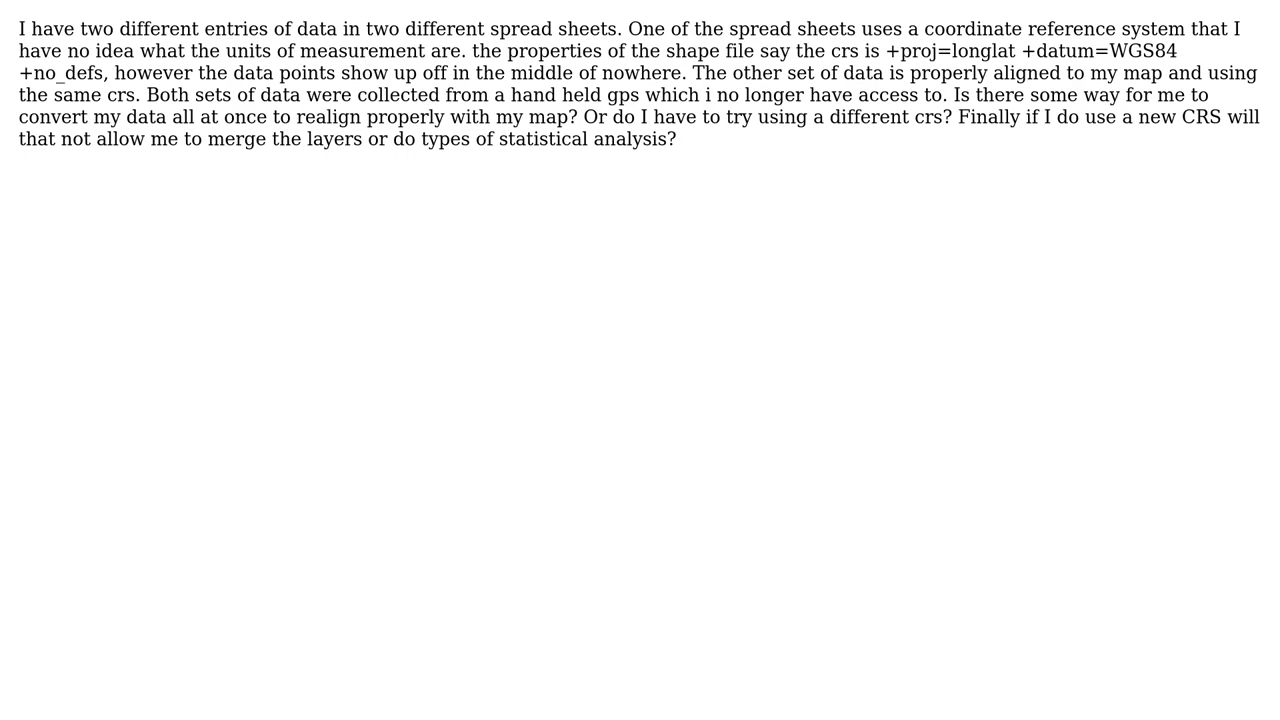 I have two different entries of data in two different spread sheets. One of the spread sheets uses a coordinate reference system that I
have no idea what the units of measurement are. the properties of the shape file say the crs is +proj=longlat +datum=WGS84
+no_defs, however the data points show up off in the middle of nowhere. The other set of data is properly aligned to my map and using
the same crs. Both sets of data were collected from a hand held gps which i no longer have access to. Is there some way for me to
convert my data all at once to realign properly with my map? Or do I have to try using a different crs? Finally if I do use a new CRS will
that not allow me to merge the layers or do types of statistical analysis?